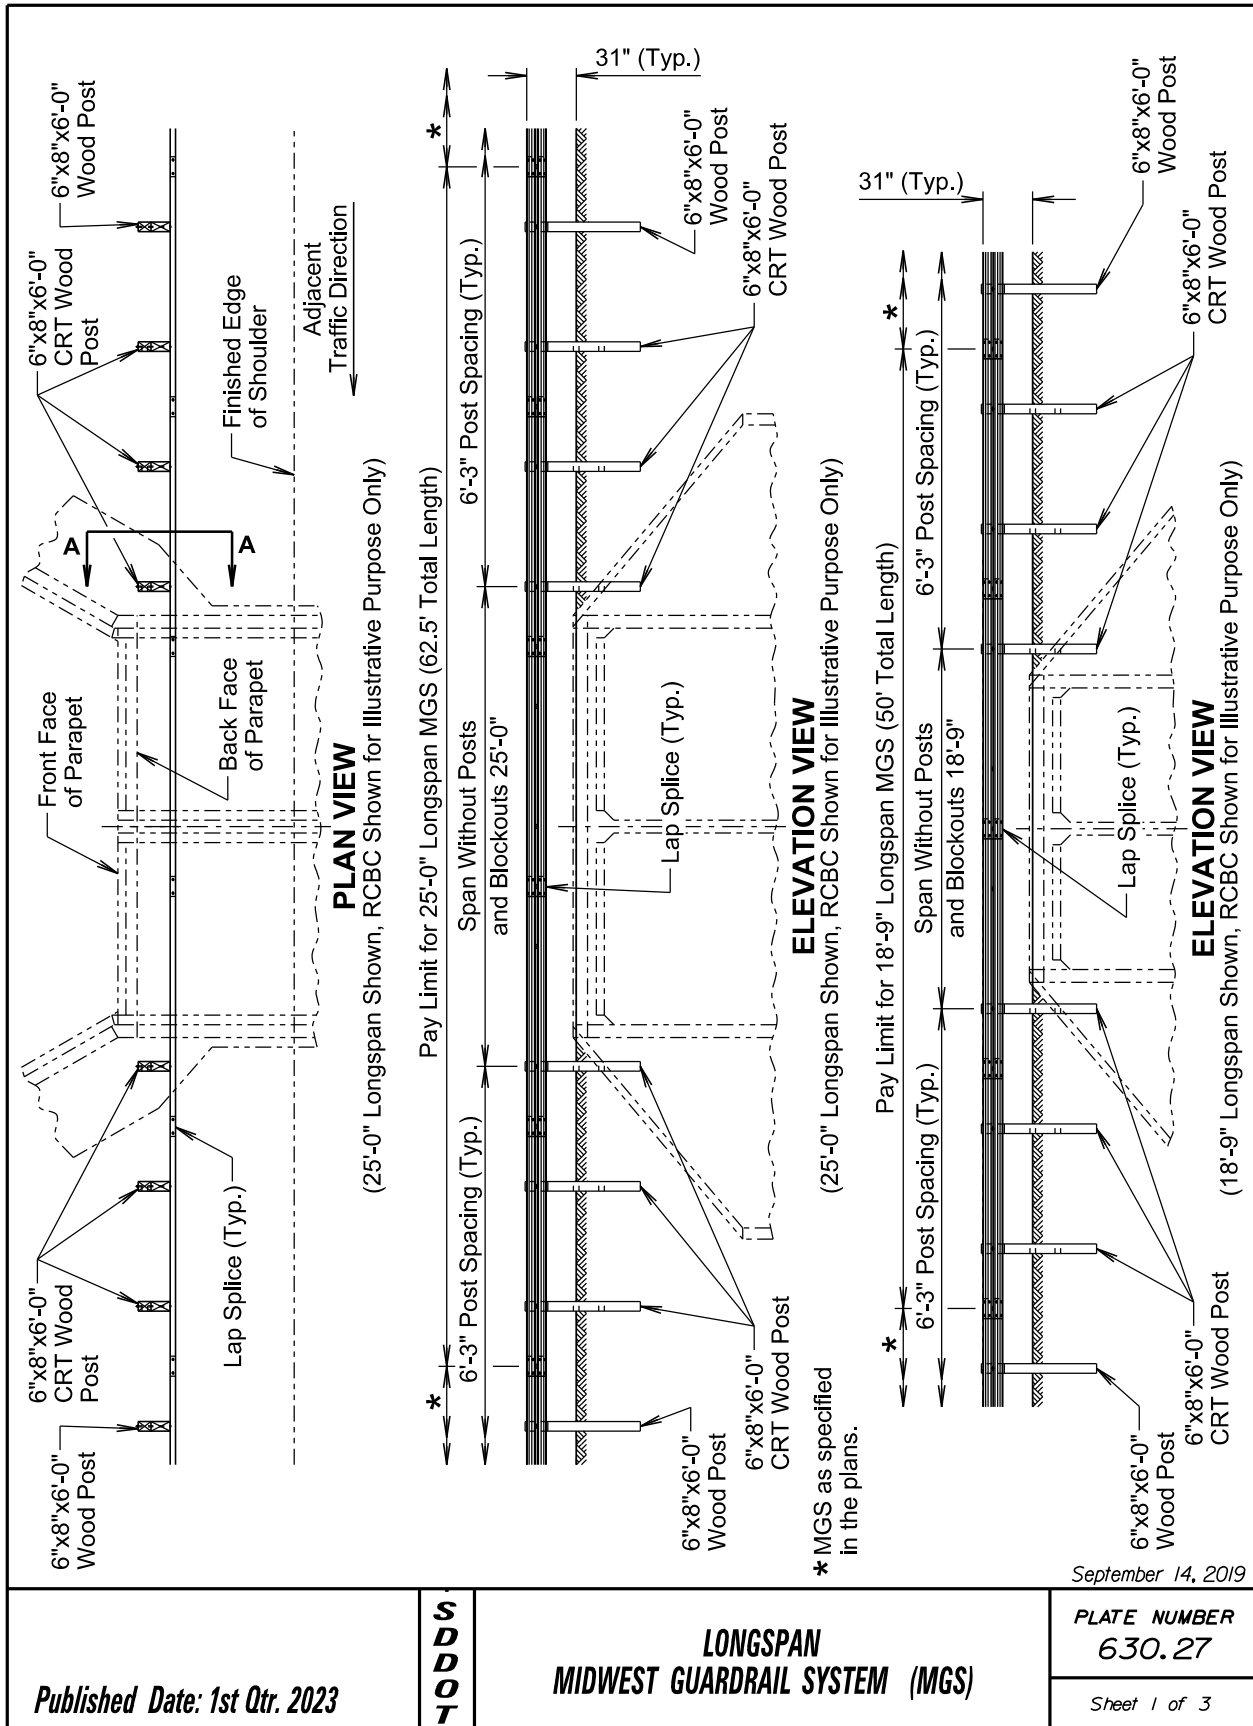 6"x8"x6'-0"
Wood Post
6"x8"x6'-0"
CRT Wood
Post
6"x8"x6'-0"
CRT Wood
Post
6"x8"x6'-0"
Wood Post
Front Face
of Parapet
A
A
Back Face
of Parapet
Lap Splice (Typ.)
Finished Edge
of Shoulder
Adjacent
Traffic Direction
PLAN VIEW
(25'-0" Longspan Shown, RCBC Shown for Illustrative Purpose Only)
*
Pay Limit for 25'-0" Longspan MGS (62.5' Total Length)
*
6'-3" Post Spacing (Typ.)
Span Without Posts
and Blockouts 25'-0"
6'-3" Post Spacing (Typ.)
31" (Typ.)
Lap Splice (Typ.)
6"x8"x6'-0"
Wood Post
6"x8"x6'-0"
CRT Wood Post
6"x8"x6'-0"
Wood Post
6"x8"x6'-0"
CRT Wood Post
ELEVATION VIEW
(25'-0" Longspan Shown, RCBC Shown for Illustrative Purpose Only)
* MGS as specified
in the plans.
*
Pay Limit for 18'-9" Longspan MGS (50' Total Length)
*
6'-3" Post Spacing (Typ.)
Span Without Posts
and Blockouts 18'-9"
6'-3" Post Spacing (Typ.)
31" (Typ.)
Lap Splice (Typ.)
6"x8"x6'-0"
Wood Post
6"x8"x6'-0"
CRT Wood Post
6"x8"x6'-0"
Wood Post
6"x8"x6'-0"
CRT Wood Post
ELEVATION VIEW
(18'-9" Longspan Shown, RCBC Shown for Illustrative Purpose Only)
September 14, 2019
Published Date: 1st Qtr. 2023
SDDOT
LONGSPAN
MIDWEST GUARDRAIL SYSTEM (MGS)
PLATE NUMBER
630.27
Sheet 1 of 3